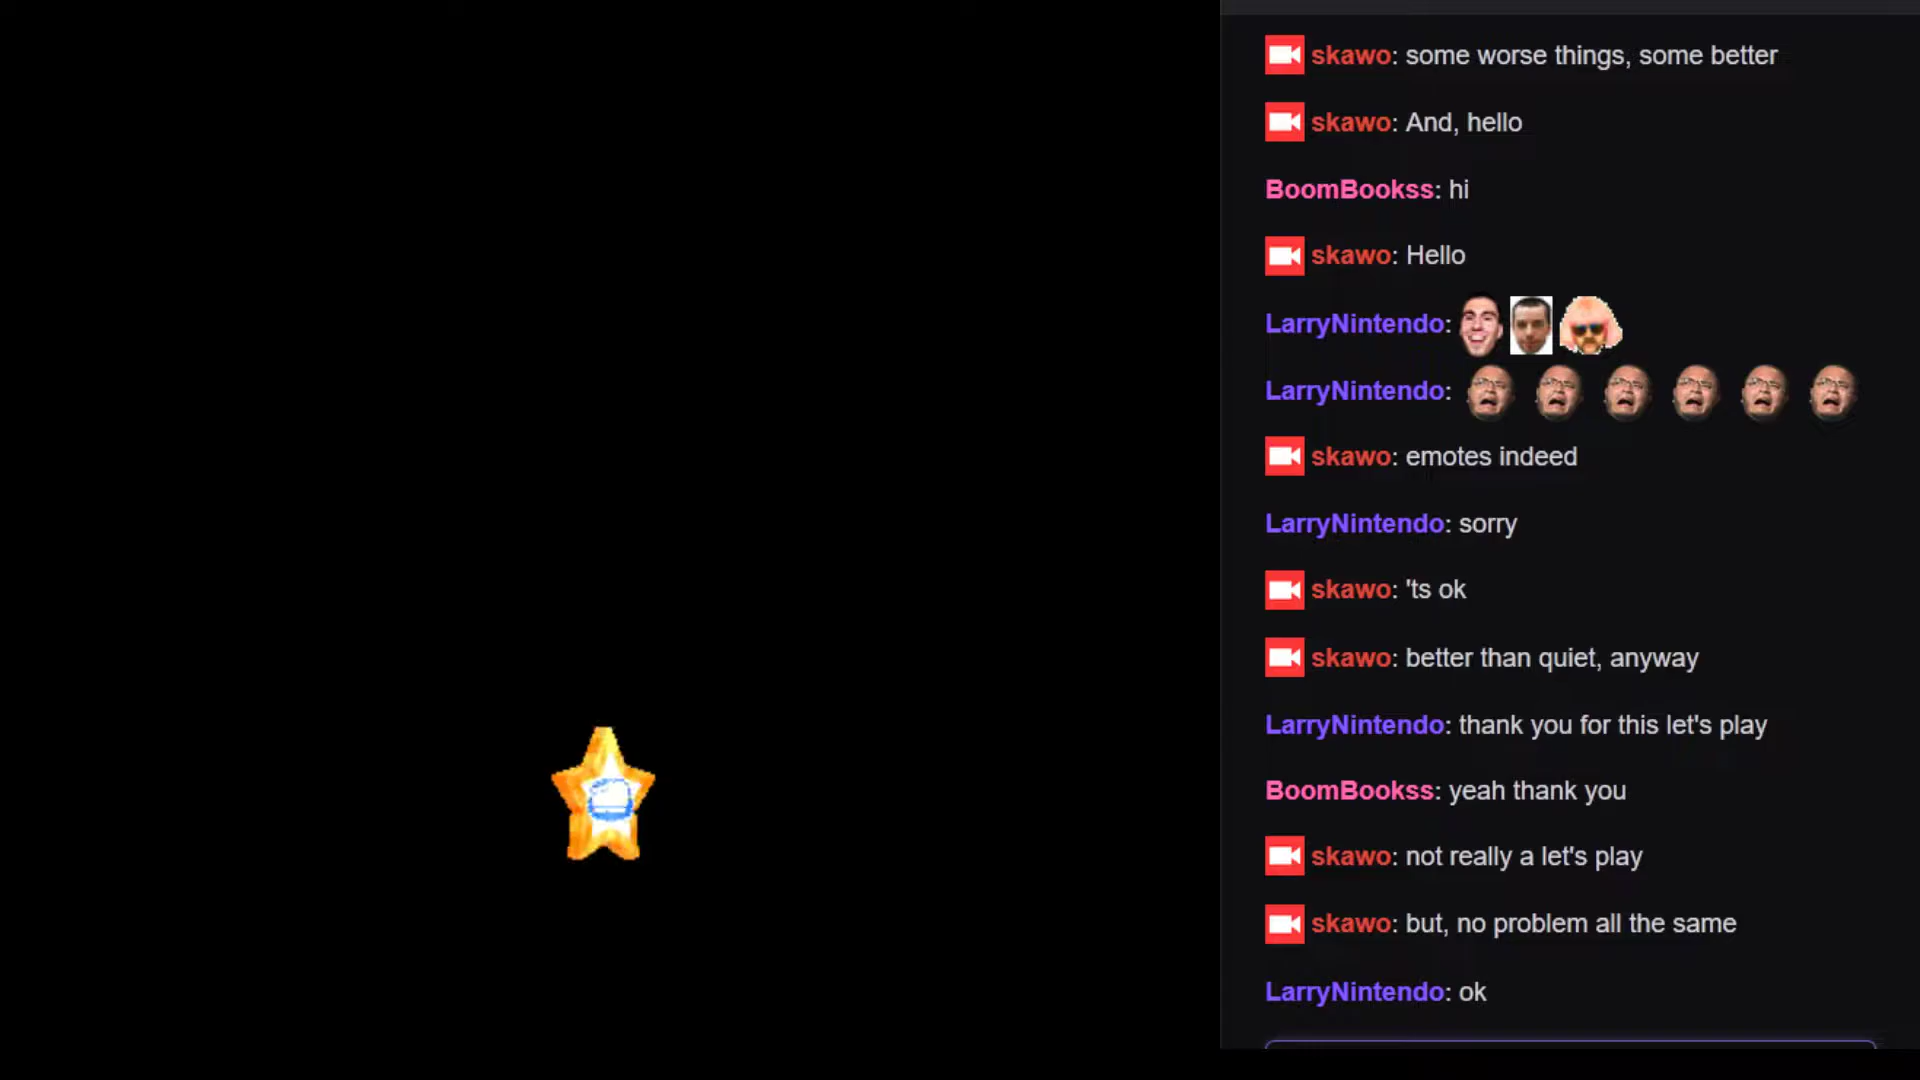 skawo: some worse things, some better
skawo: And, hello
BoomBookss: hi
skawo: Hello
LarryNintendo:
LarryNintendo:
skawo: emotes indeed
LarryNintendo: sorry
skawo: 'ts ok
skawo: better than quiet, anyway
LarryNintendo: thank you for this let's play
BoomBookss: yeah thank you
skawo: not really a let's play
skawo: but, no problem all the same
LarryNintendo: ok